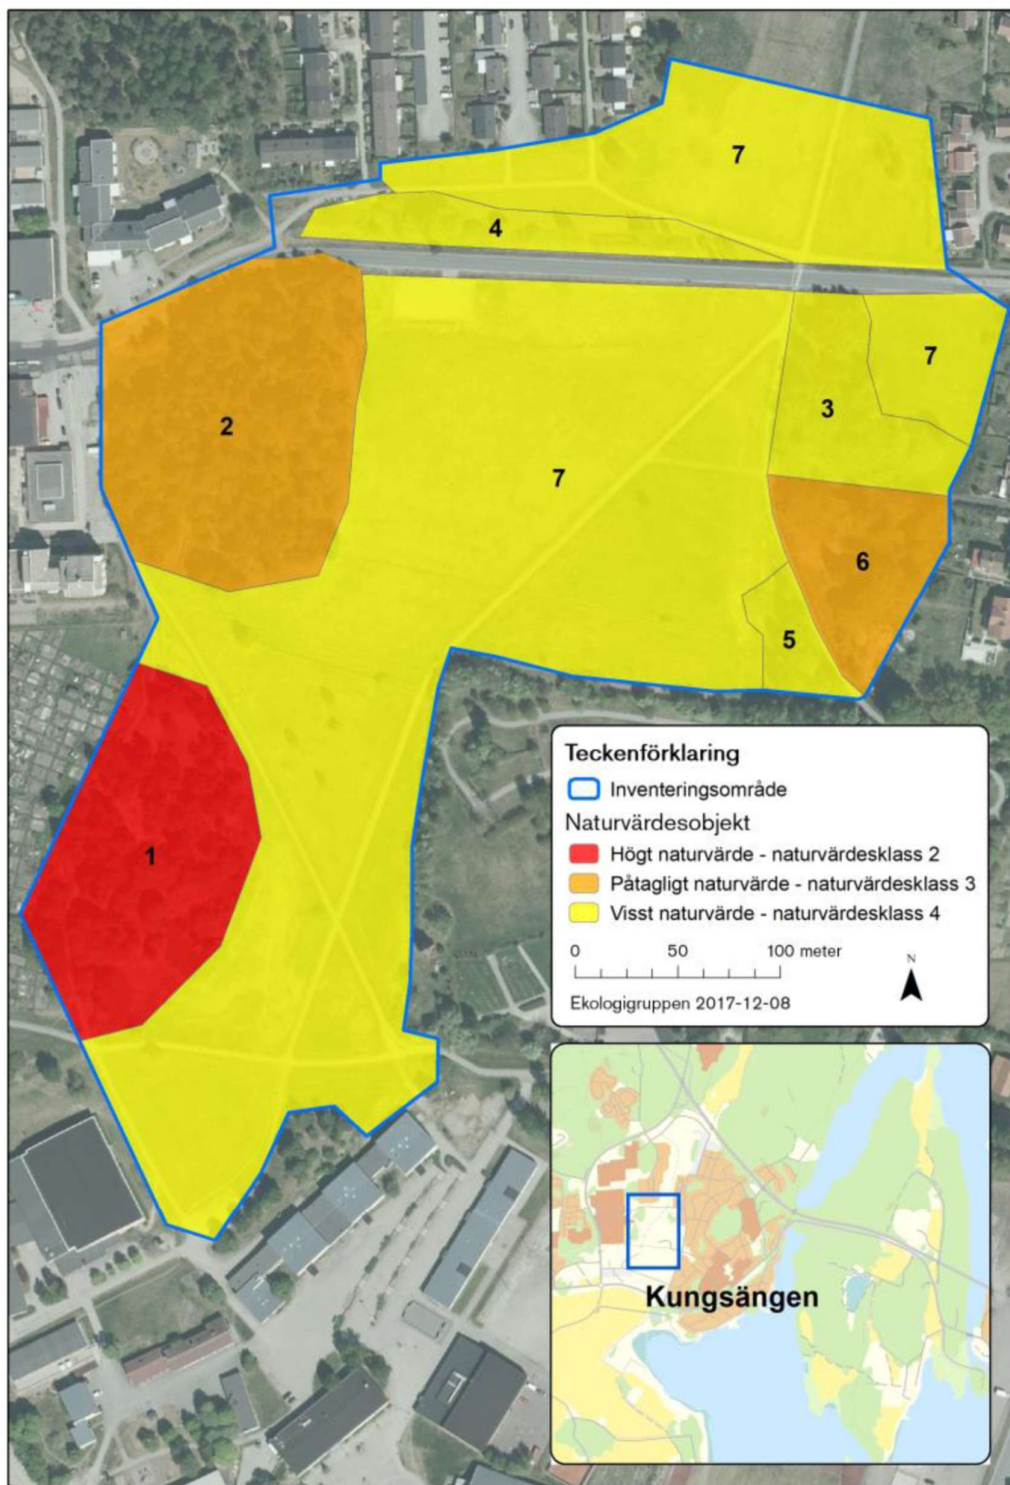 7
4
7
2
3
7
6
5
1
Teckenförklaring
Inventeringsområde
Naturvärdesobjekt
Högt naturvärde - naturvärdesklass 2
Påtagligt naturvärde - naturvärdesklass 3
Visst naturvärde - naturvärdesklass 4
0 50 100 meter
N
Ekologigruppen 2017-12-08
Kungsängen